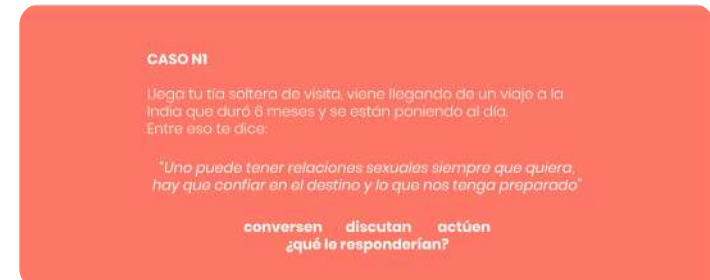 CASO N1
Llega tu tía soltera de visita, viene llegando de un viaje a la
India que duró 6 meses y se están poniendo al día.
Entre eso te dice:
"Uno puede tener relaciones sexuales siempre que quiera,
hay que confiar en el destino y lo que nos tenga preparado"
conversen discutan actúen
¿qué le responderían?